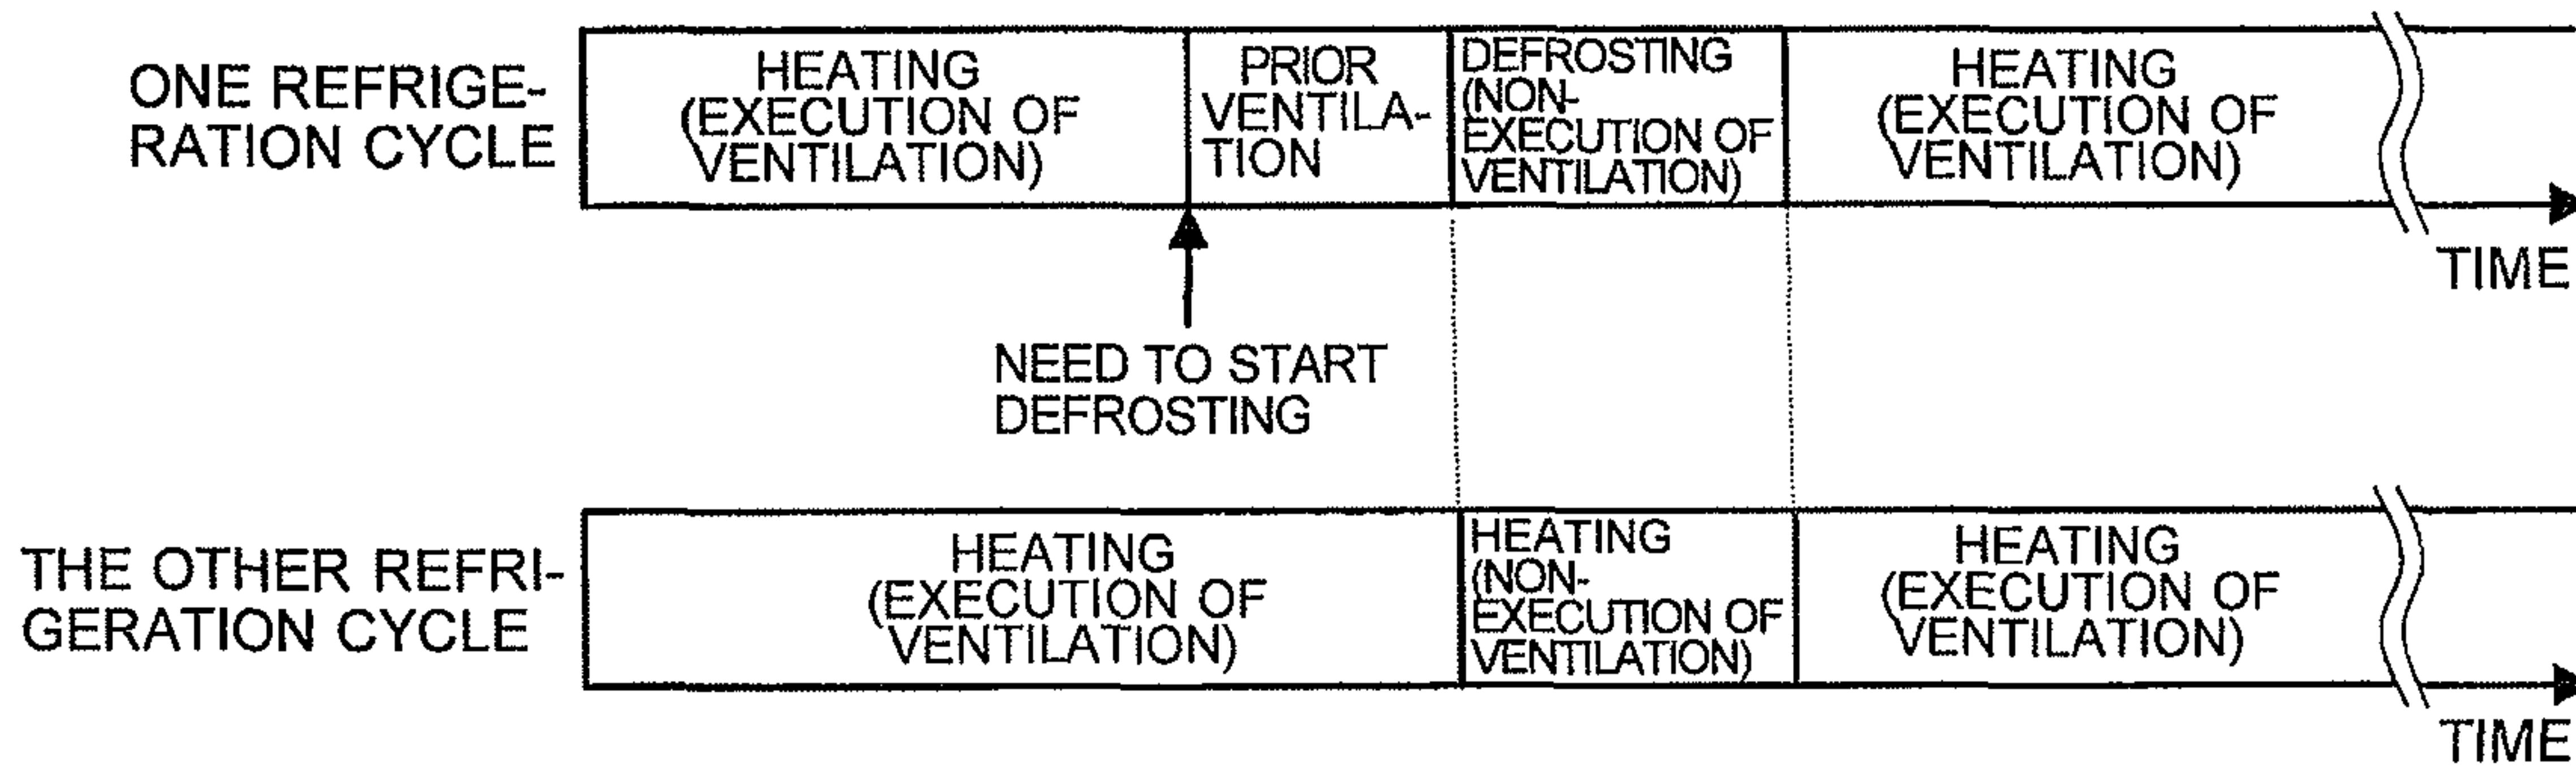 ONE REFRIGE-
RATION CYCLE
HEATING
(EXECUTION OF
VENTILATION)
PRIOR
VENTILA-
TION
DEFROSTING
(NON-
EXECUTION OF
VENTILATION)
HEATING
(EXECUTION OF
VENTILATION)
TIME
NEED TO START
DEFROSTING
THE OTHER REFRI-
GERATION CYCLE
HEATING
(EXECUTION OF
VENTILATION)
HEATING
(NON-
EXECUTION OF
VENTILATION)
HEATING
(EXECUTION OF
VENTILATION)
TIME